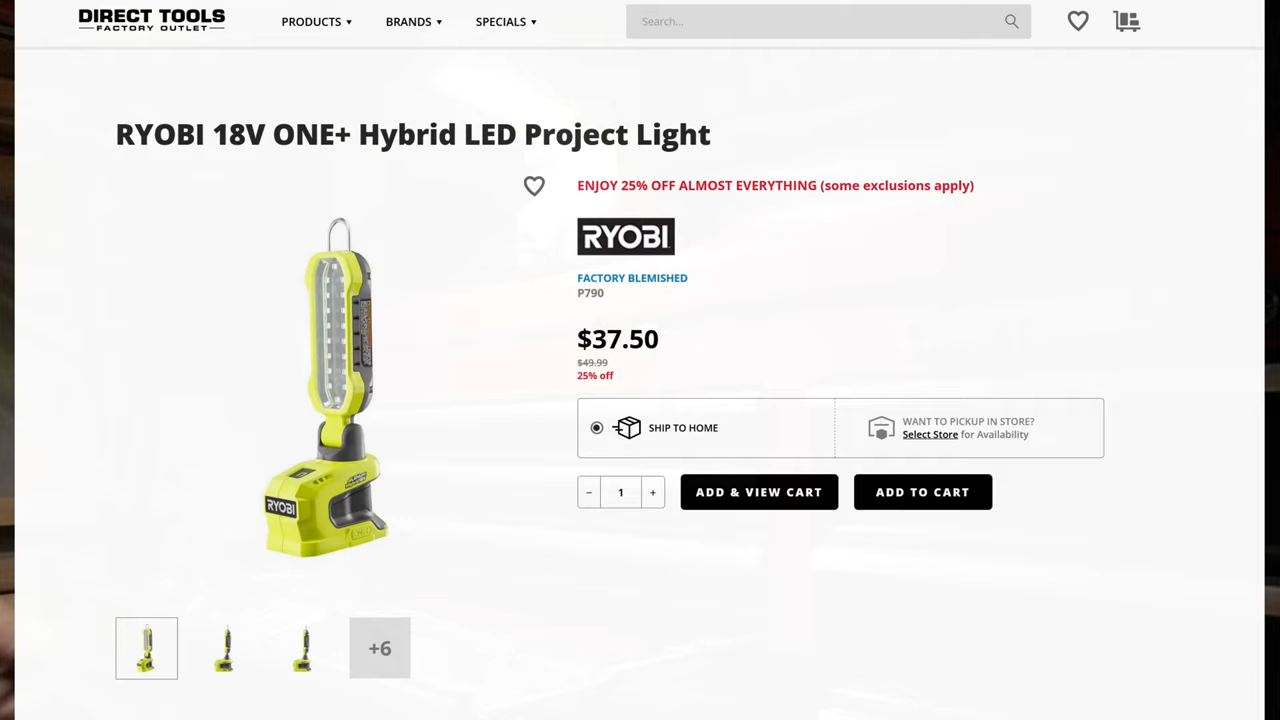 DIRECT TOOLS
FACTORY OUTLET
PRODUCTS
BRANDS
SPECIALS
Search...
RYOBI 18V ONE+ Hybrid LED Project Light
ENJOY 25% OFF ALMOST EVERYTHING (some exclusions apply)
RYOBI
FACTORY BLEMISHED
P790
$37.50
$49.99
25% off
SHIP TO HOME
WANT TO PICKUP IN STORE?
Select Store for Availability
RYOBI
− 1 +
ADD & VIEW CART
ADD TO CART
+6